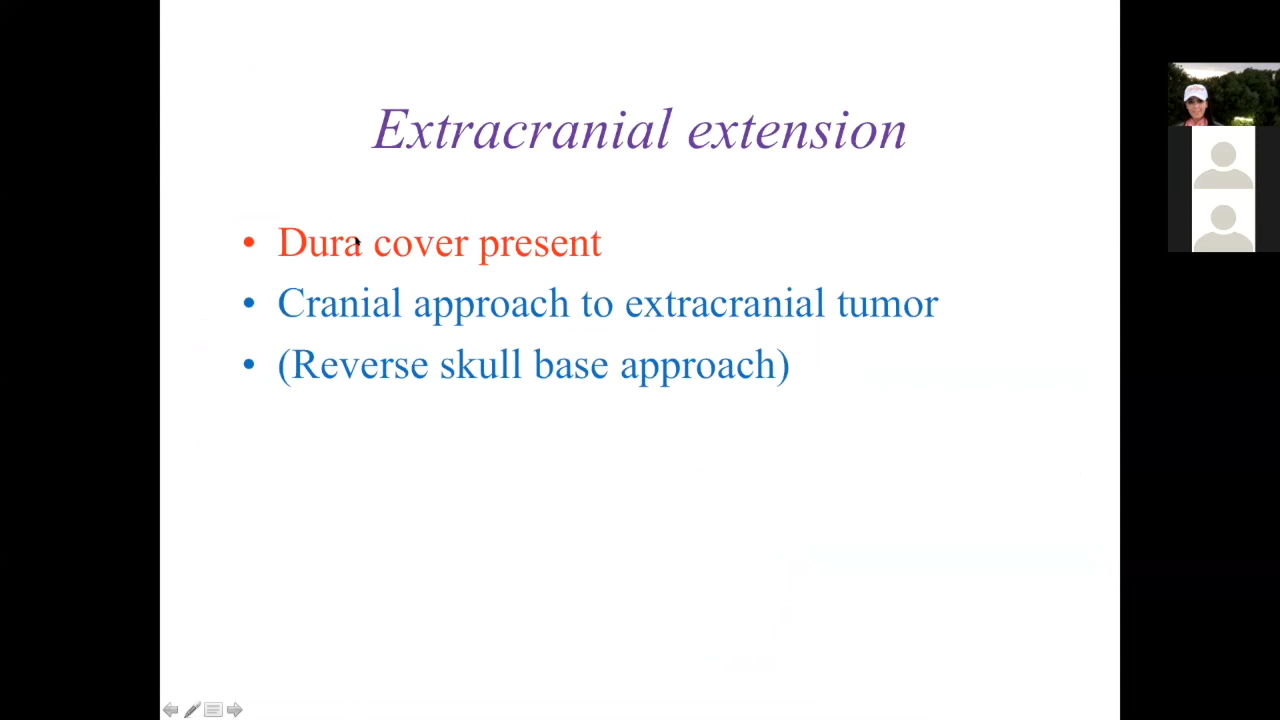 Extracranial extension
• Dura cover present
• Cranial approach to extracranial tumor
• (Reverse skull base approach)